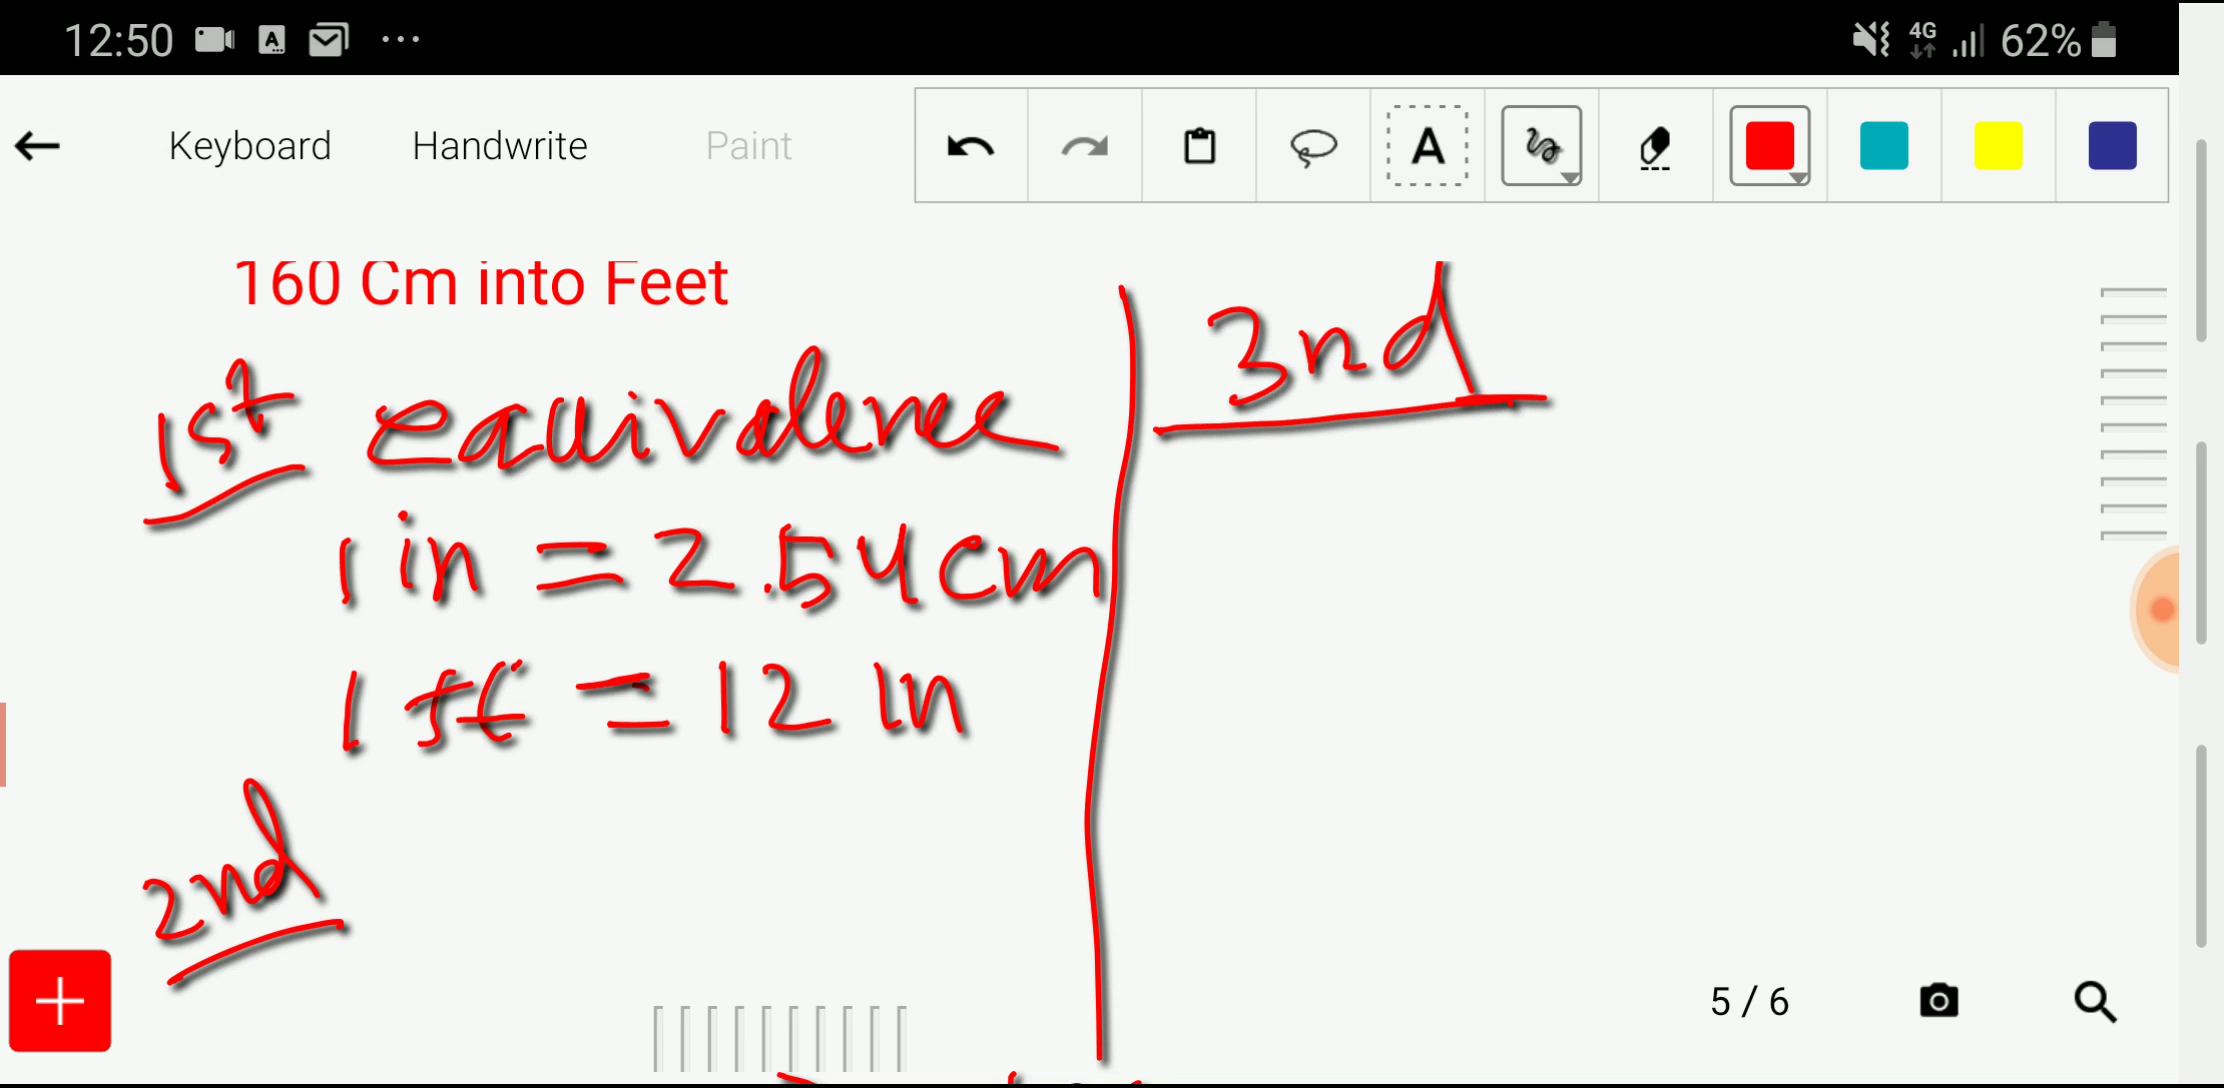 12:50
4G 62%
Keyboard Handwrite Paint A
160 Cm into Feet
1st equivalence
1 in = 2.54 cm
1 ft = 12 in
2nd
3nd
5 / 6